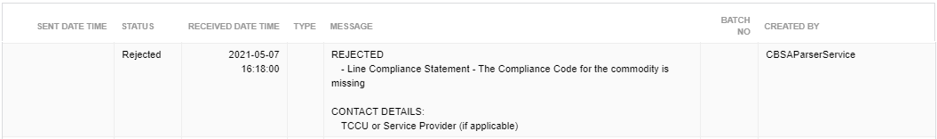 SENT DATE TIME STATUS RECEIVED DATE TIME TYPE MESSAGE BATCH NO CREATED BY
Rejected 2021-05-07 REJECTED CBSAParserService
16:18:00 - Line Compliance Statement - The Compliance Code for the commodity is
missing
CONTACT DETAILS:
TCCU or Service Provider (if applicable)